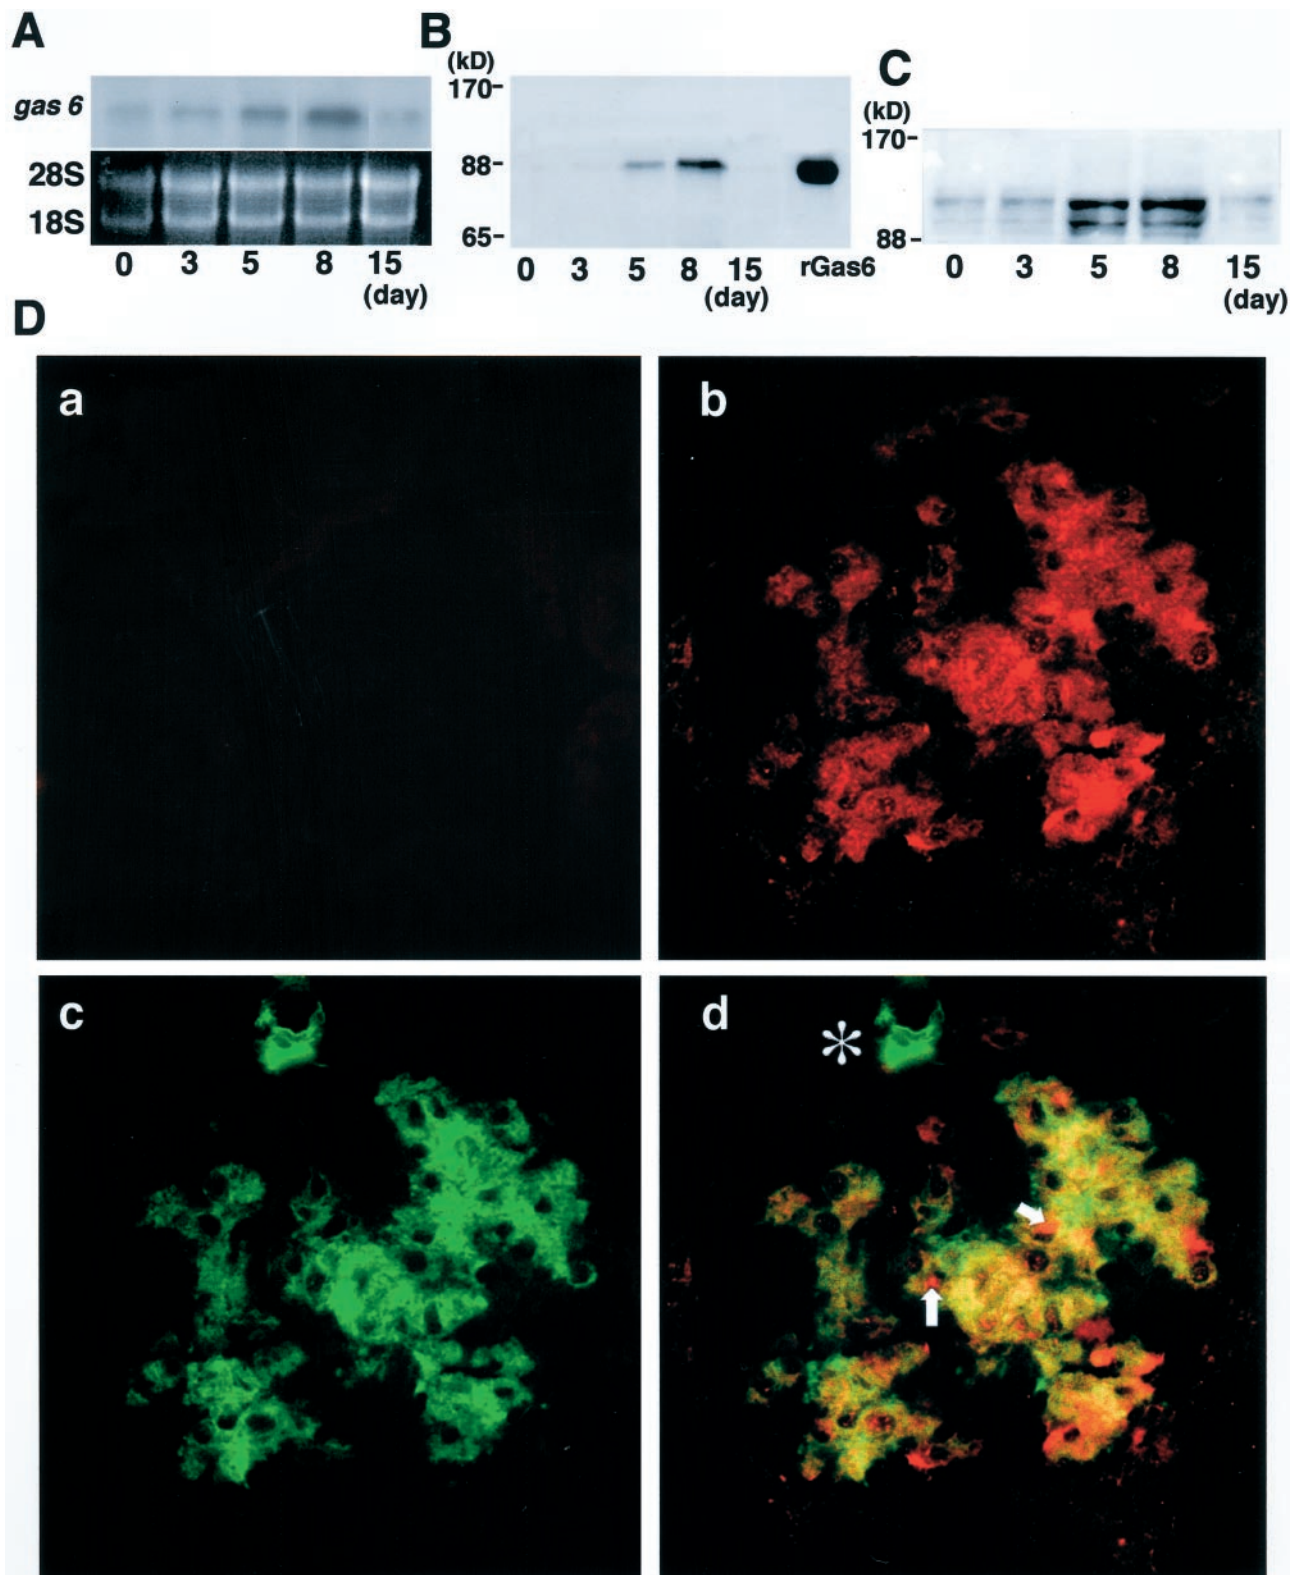 A
gas 6
28S
18S
0 3 5 8 15
(day)
B
(kD)
170-
88-
65-
0 3 5 8 15 rGas6
(day)
C
(kD)
170-
88-
0 3 5 8 15
(day)
D
a
b
c
d
*